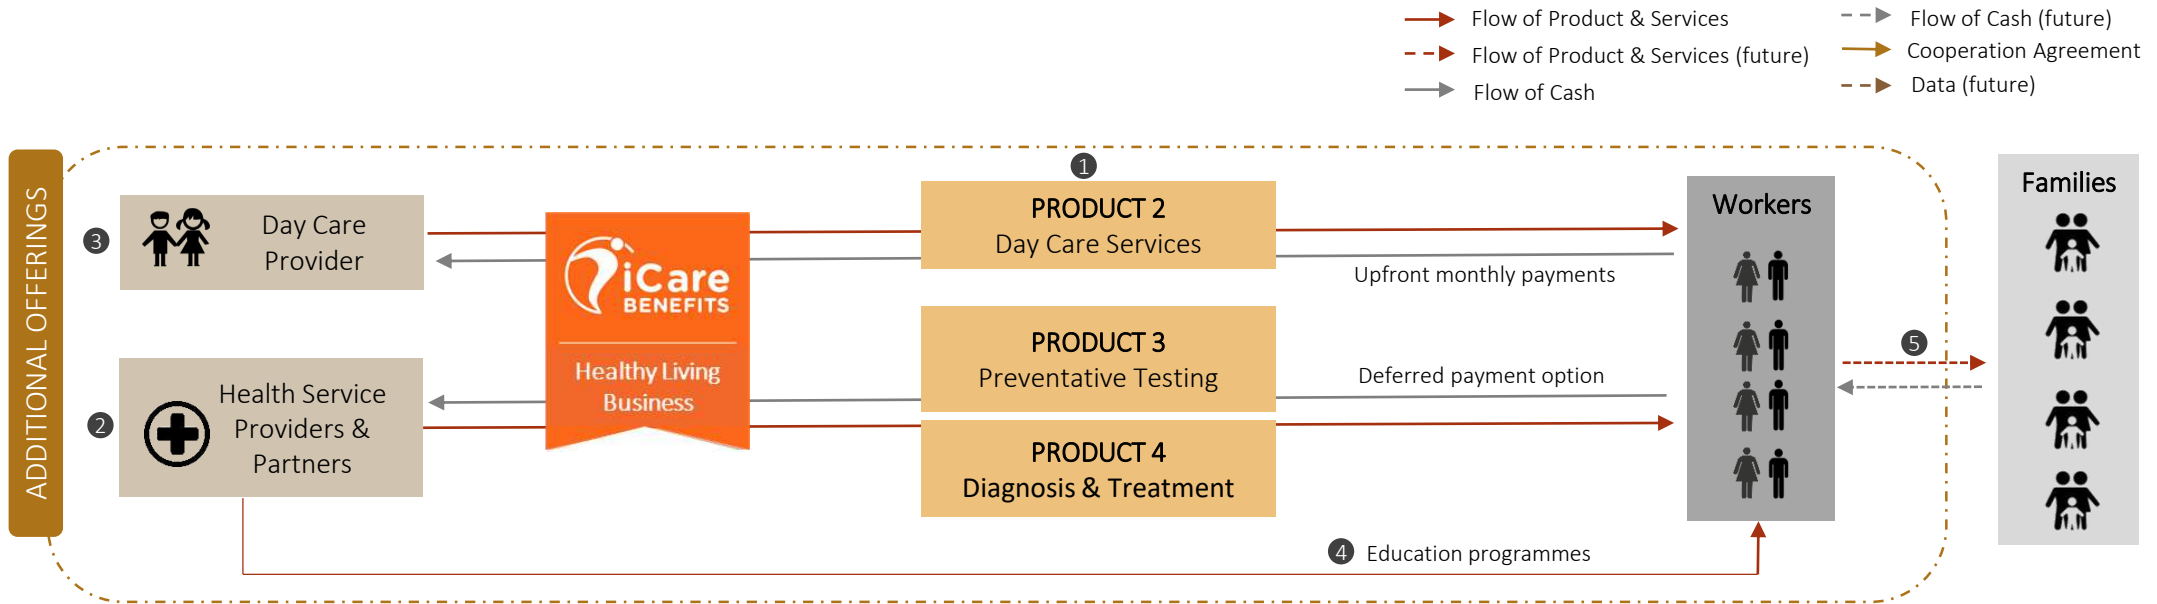 Flow of Product & Services
Flow of Product & Services (future)
Flow of Cash
Flow of Cash (future)
Cooperation Agreement
Data (future)
ADDITIONAL OFFERINGS
3
Day Care
Provider
2
Health Service
Providers &
Partners
iCare
BENEFITS
Healthy Living
Business
1
PRODUCT 2
Day Care Services
PRODUCT 3
Preventative Testing
PRODUCT 4
Diagnosis & Treatment
Upfront monthly payments
Deferred payment option
4 Education programmes
Workers
5
Families